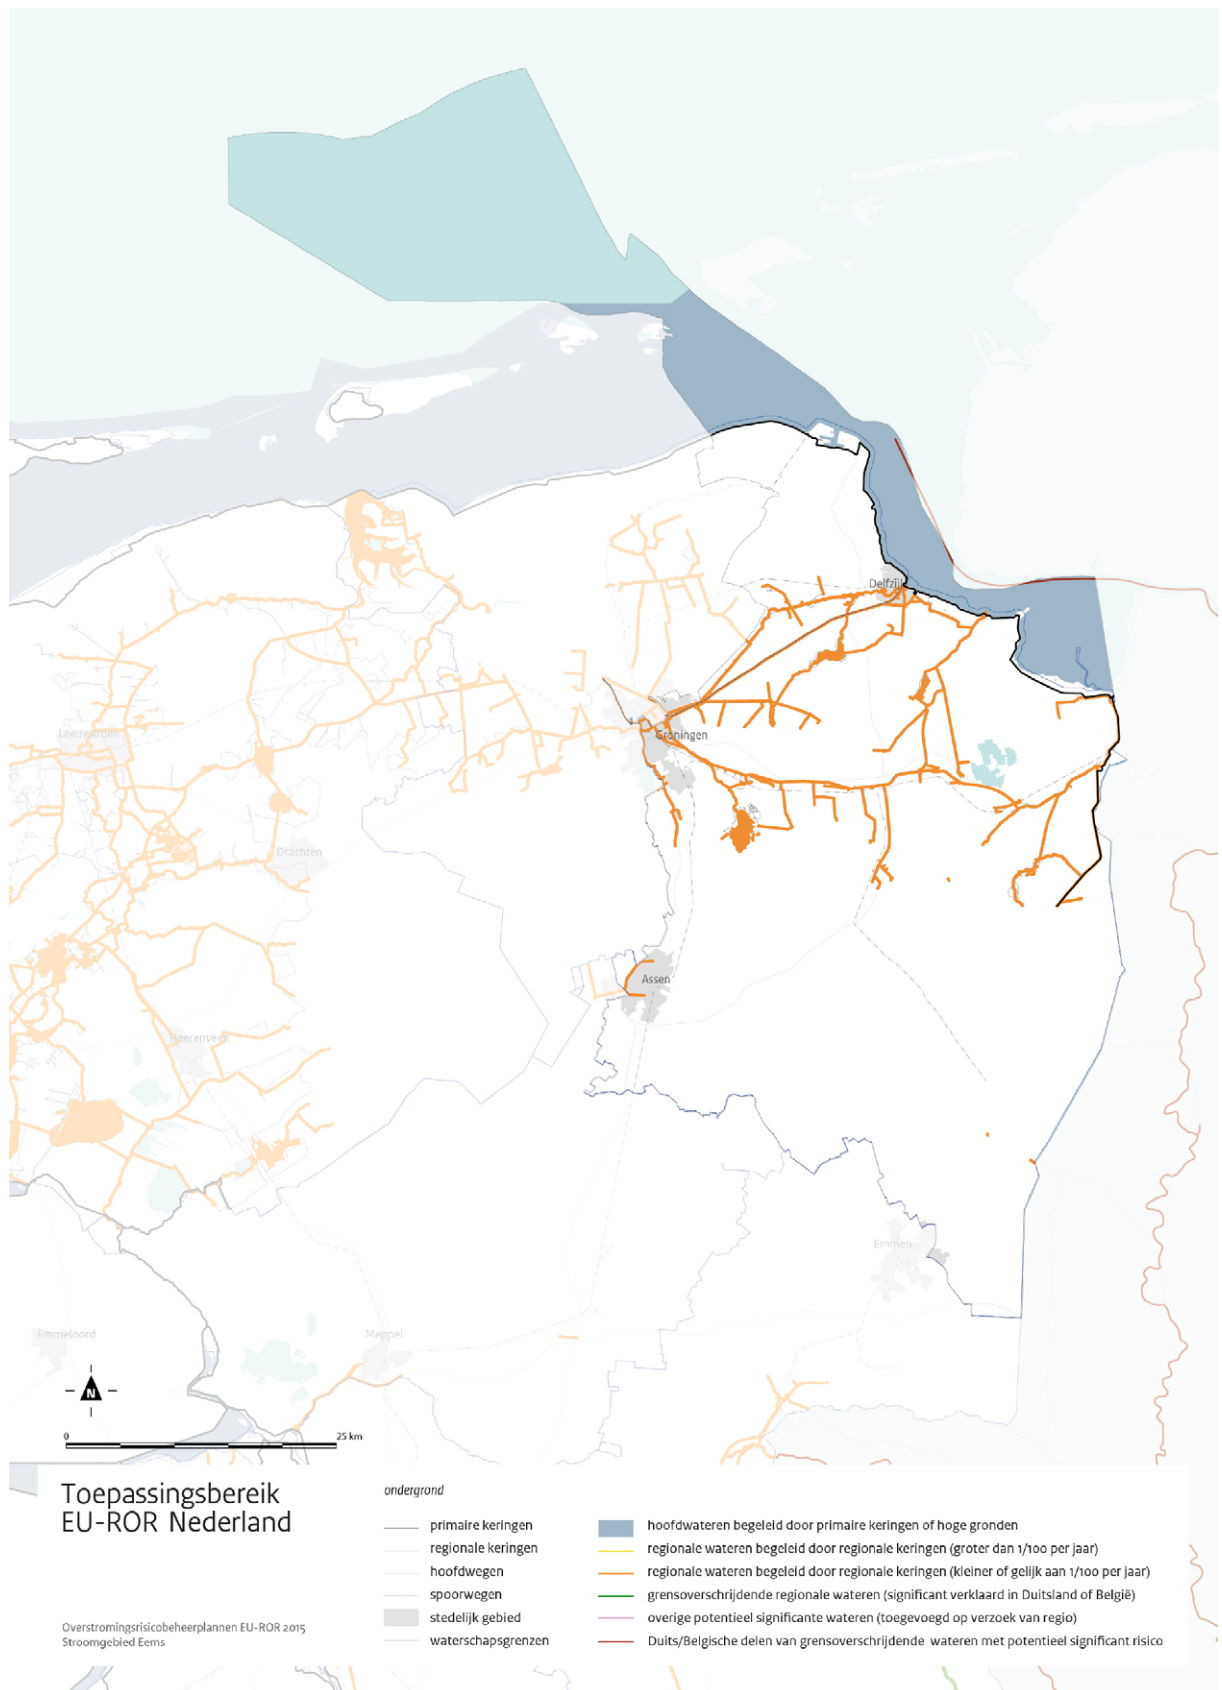 Delfzijl
Leeuwarden
Groningen
Drachten
Assen
Heerenveen
Emmen
Emmeloord
Meppel
N
0
25 km
Toepassingsbereik
EU-ROR Nederland
Overstromingsrisicobeheerplannen EU-ROR 2015
Stroomgebied Eems
ondergrond
primaire keringen
regionale keringen
hoofdwegen
spoorwegen
stedelijk gebied
waterschapsgrenzen
hoofdwateren begeleid door primaire keringen of hoge gronden
regionale wateren begeleid door regionale keringen (groter dan 1/100 per jaar)
regionale wateren begeleid door regionale keringen (kleiner of gelijk aan 1/100 per jaar)
grensoverschrijdende regionale wateren (significant verklaard in Duitsland of België)
overige potentieel significante wateren (toegevoegd op verzoek van regio)
Duits/Belgische delen van grensoverschrijdende wateren met potentieel significant risico